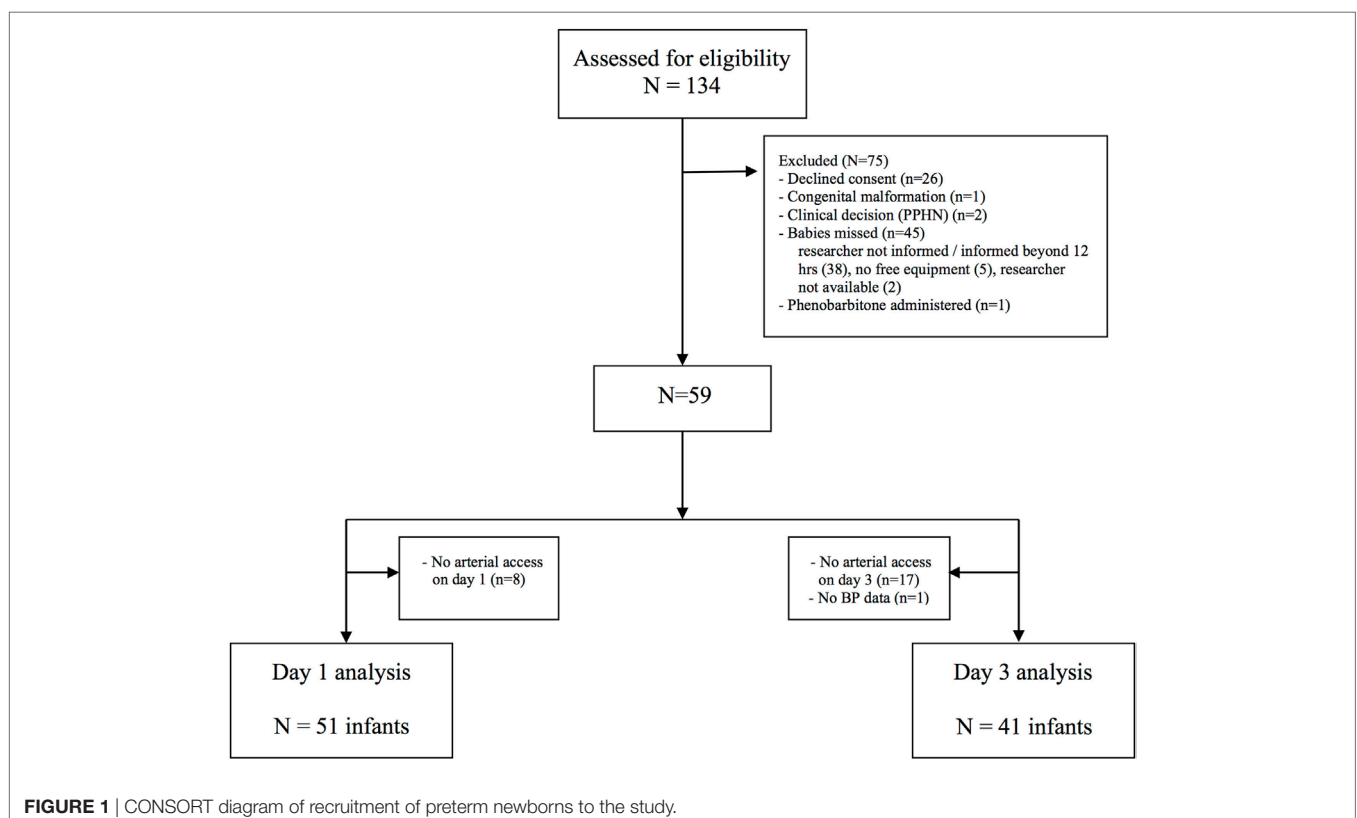 Assessed for eligibility
N = 134
Excluded (N=75)
- Declined consent (n=26)
- Congenital malformation (n=1)
- Clinical decision (PPHN) (n=2)
- Babies missed (n=45)
researcher not informed / informed beyond 12
hrs (38), no free equipment (5), researcher
not available (2)
- Phenobarbitone administered (n=1)
N=59
- No arterial access
on day 1 (n=8)
- No arterial access
on day 3 (n=17)
- No BP data (n=1)
Day 1 analysis
N = 51 infants
Day 3 analysis
N = 41 infants
FIGURE 1 | CONSORT diagram of recruitment of preterm newborns to the study.